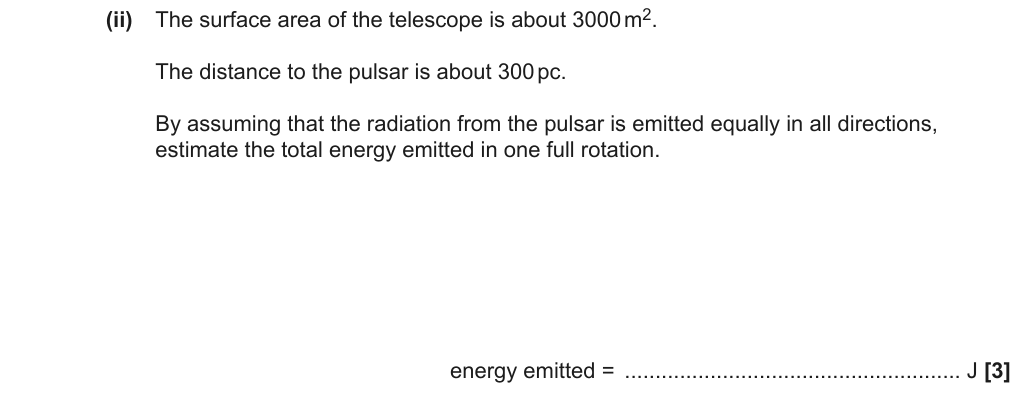 (ii) The surface area of the telescope is about 3000 m².
The distance to the pulsar is about 300 pc.
By assuming that the radiation from the pulsar is emitted equally in all directions,
estimate the total energy emitted in one full rotation.
energy emitted = ...................................................... J [3]